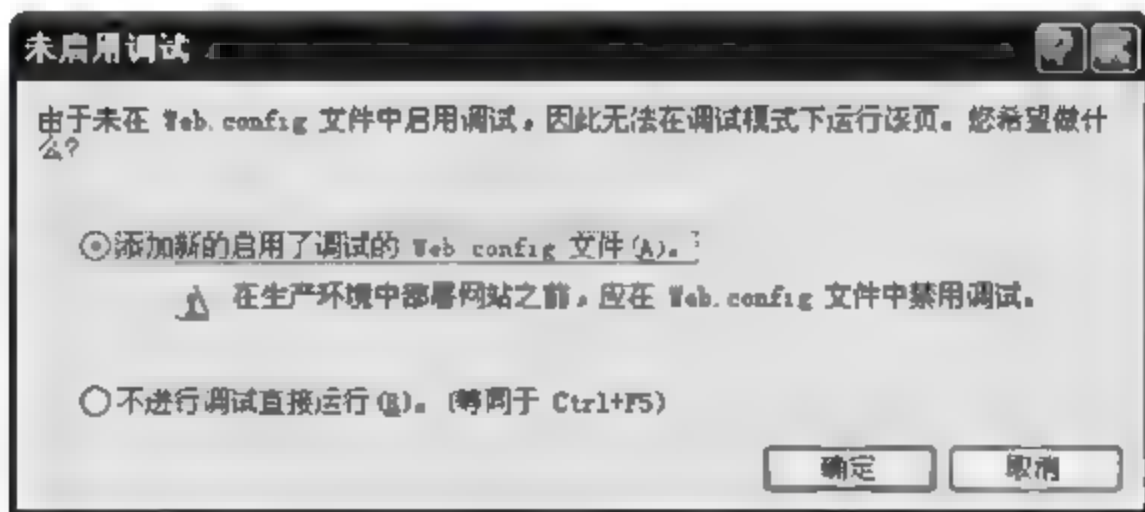 未启用调试
由于未在 Web.config 文件中启用调试，因此无法在调试模式下运行该页。您希望做什
么？
添加新的启用了调试的 Web.config 文件(A)。
在生产环境中部署网站之前，应在 Web.config 文件中禁用调试。
不进行调试直接运行(R)。(等同于 Ctrl+F5)
确定 取消